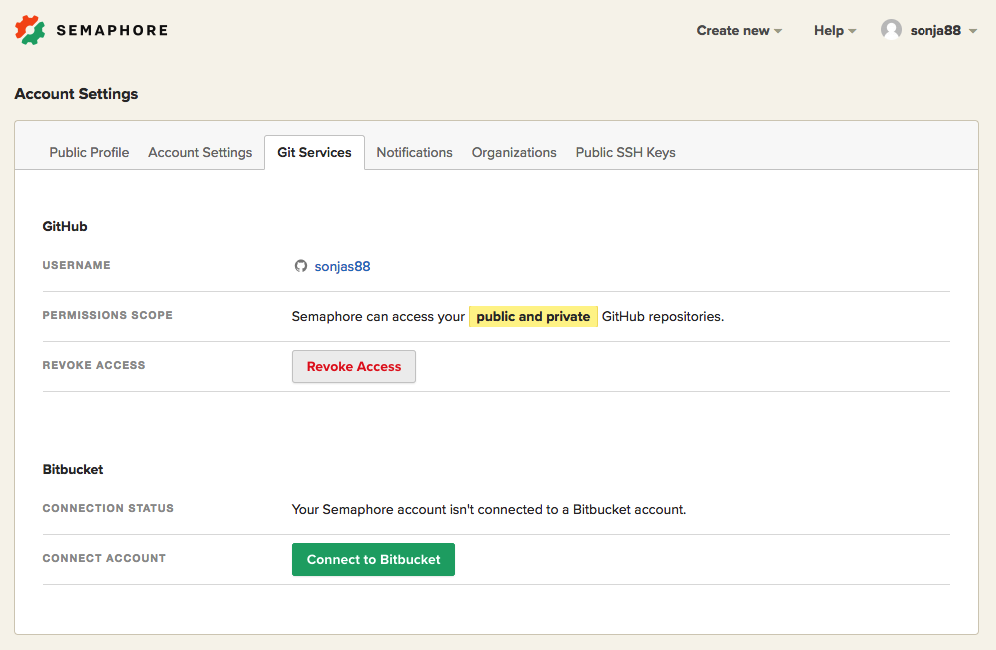 SEMAPHORE
Create new Help sonja88
Account Settings
Public Profile Account Settings Git Services Notifications Organizations Public SSH Keys
GitHub
USERNAME sonjas88
PERMISSIONS SCOPE Semaphore can access your public and private GitHub repositories.
REVOKE ACCESS Revoke Access
Bitbucket
CONNECTION STATUS Your Semaphore account isn't connected to a Bitbucket account.
CONNECT ACCOUNT Connect to Bitbucket